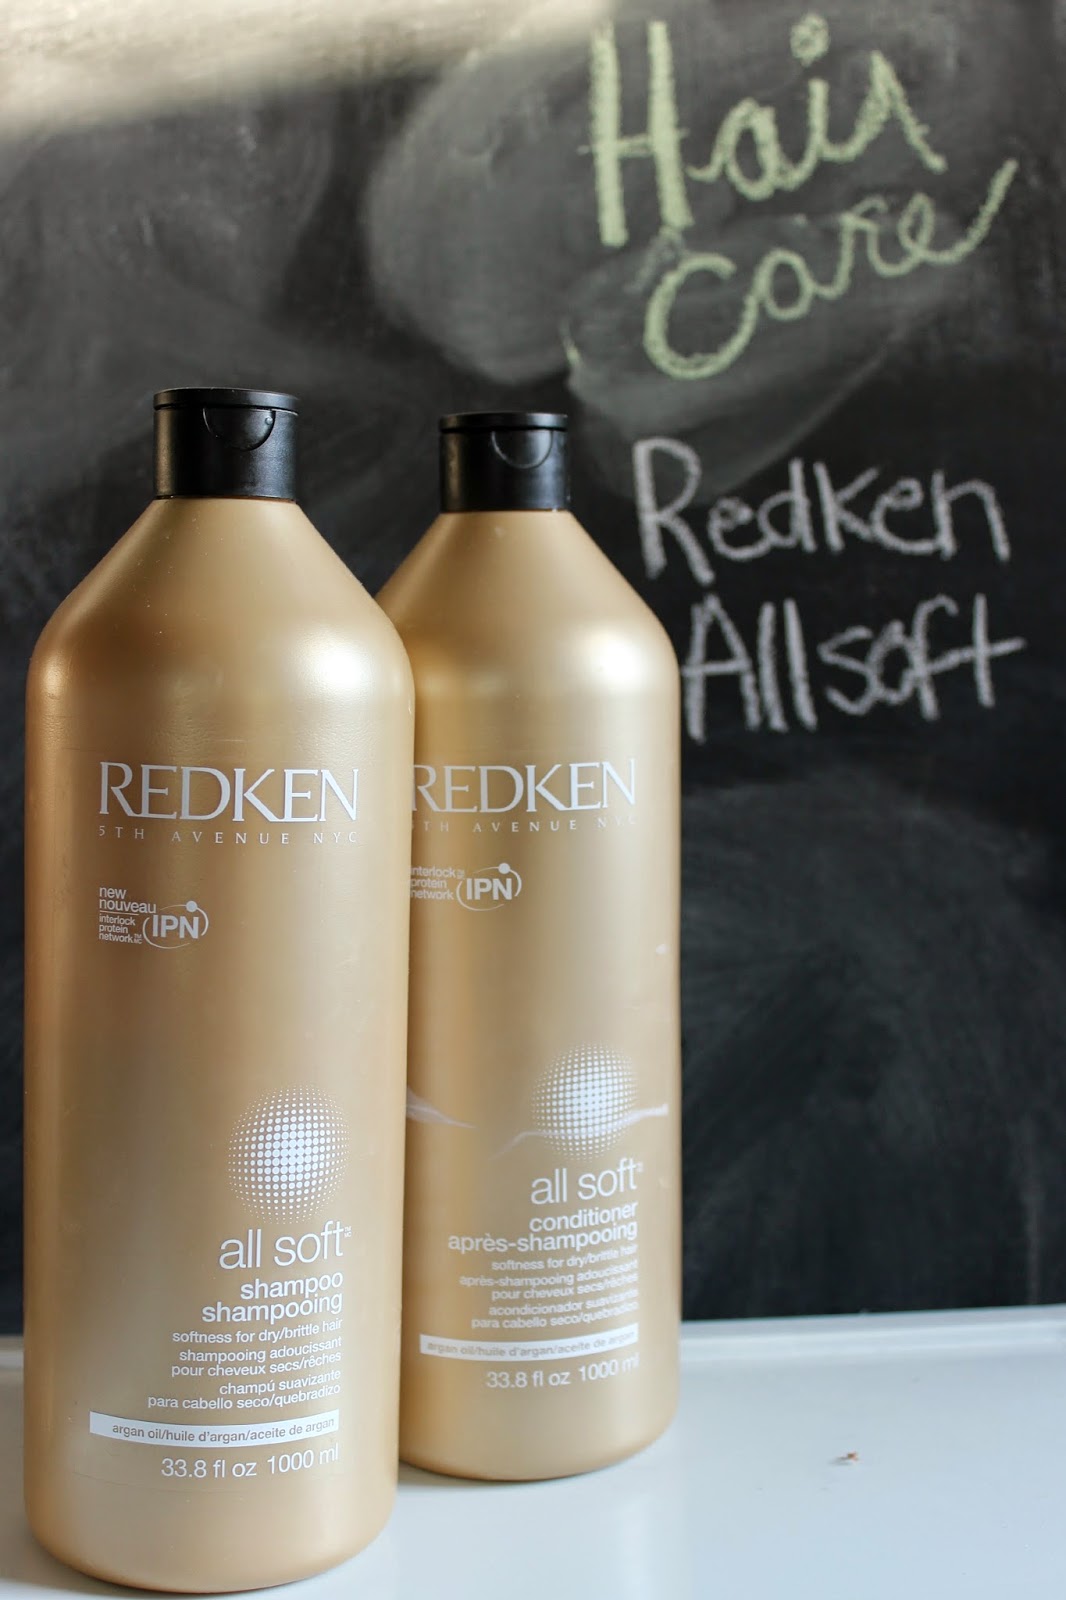 Hair
Care
Redken
All soft
REDKEN
5TH AVENUE NYC
new
nouveau
interlock
protein
network
IPN
all soft
shampoo
shampooing
softness for dry/brittle hair
shampooing adoucissant
pour cheveux secs/rêches
champú suavizante
para cabello seco/quebradizo
argan oil/huile d'argan/aceite de argan
33.8 fl oz 1000 ml
REDKEN
5TH AVENUE NYC
interlock
protein
network
IPN
all soft
conditioner
après-shampooing
softness for dry/brittle hair
après-shampooing adoucissant
pour cheveux secs/rêches
acondicionador suavizante
para cabello seco/quebradizo
argan oil/huile d'argan/aceite de argan
33.8 fl oz 1000 ml